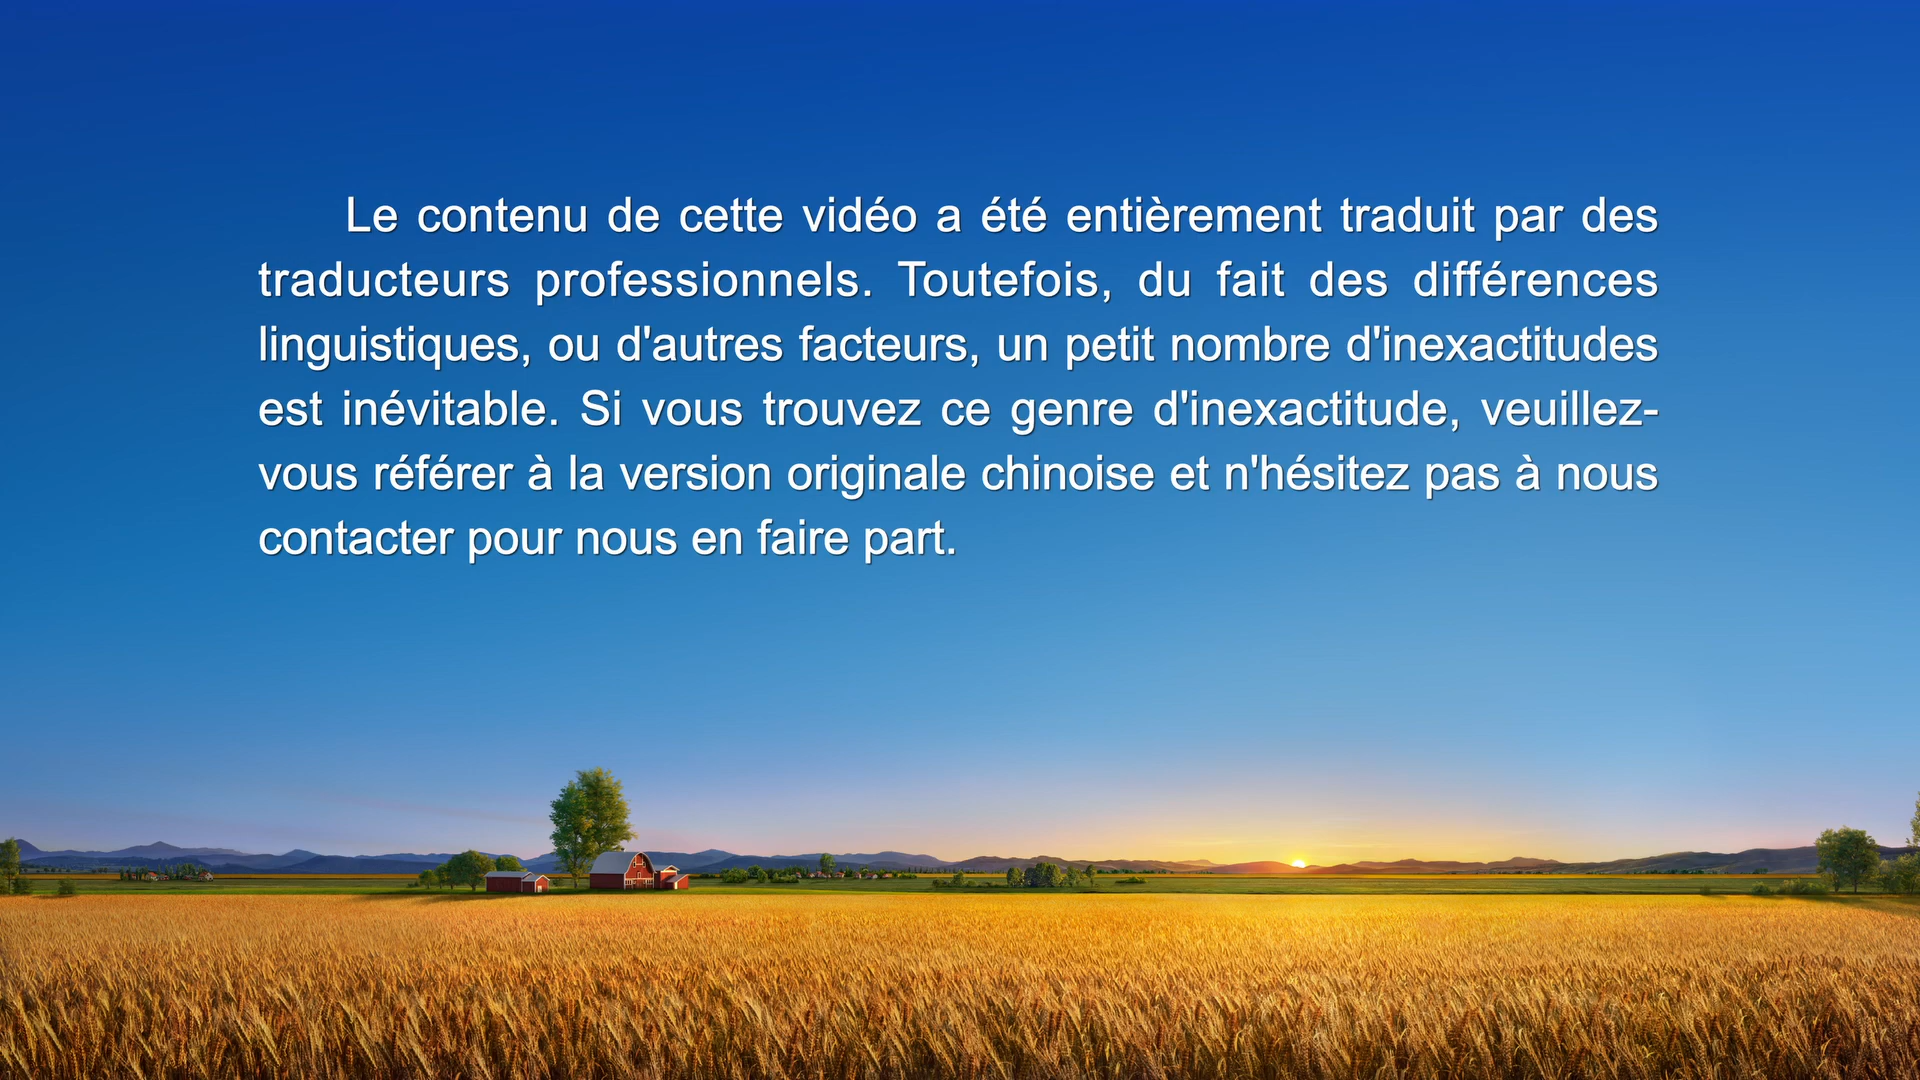 Le contenu de cette vidéo a été entièrement traduit par des
traducteurs professionnels. Toutefois, du fait des différences
linguistiques, ou d'autres facteurs, un petit nombre d'inexactitudes
est inévitable. Si vous trouvez ce genre d'inexactitude, veuillez-
vous référer à la version originale chinoise et n'hésitez pas à nous
contacter pour nous en faire part.